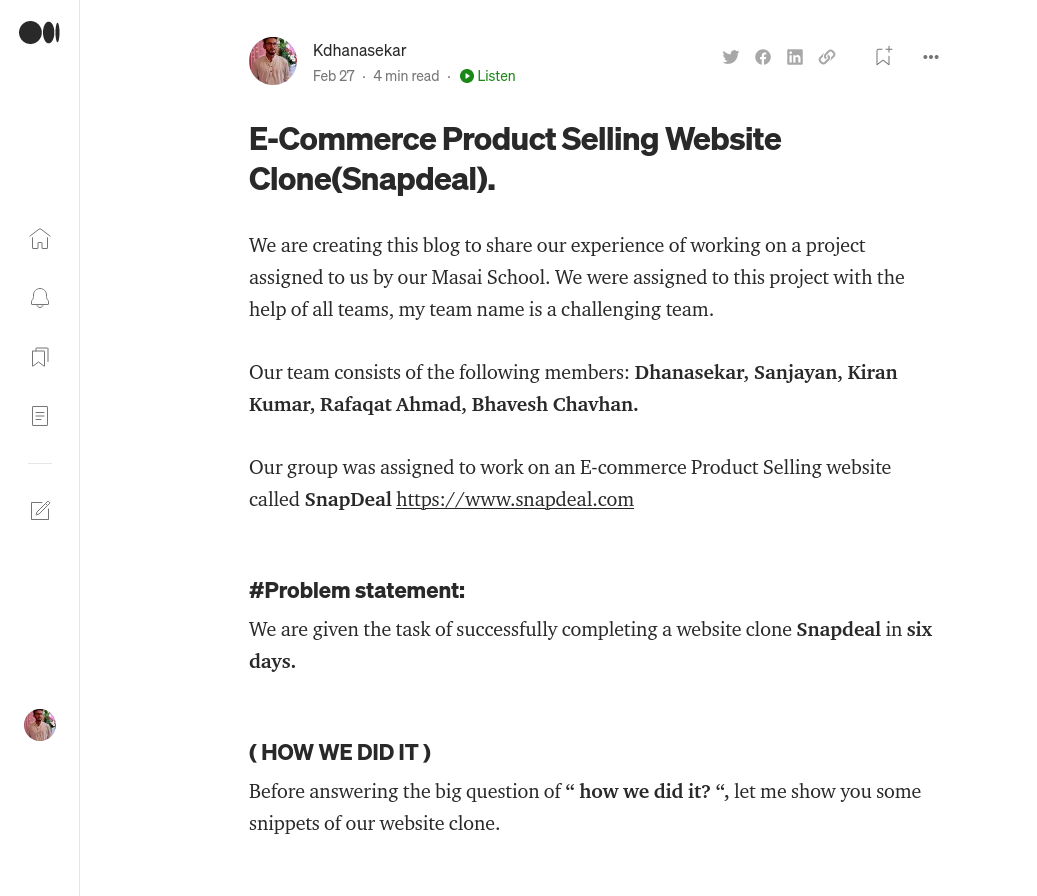 Kdhanasekar
Feb 27 · 4 min read · Listen
E-Commerce Product Selling Website
Clone(Snapdeal).
We are creating this blog to share our experience of working on a project
assigned to us by our Masai School. We were assigned to this project with the
help of all teams, my team name is a challenging team.
Our team consists of the following members: Dhanasekar, Sanjayan, Kiran
Kumar, Rafaqat Ahmad, Bhavesh Chavhan.
Our group was assigned to work on an E-commerce Product Selling website
called SnapDeal https://www.snapdeal.com
#Problem statement:
We are given the task of successfully completing a website clone Snapdeal in six
days.
( HOW WE DID IT )
Before answering the big question of “ how we did it? “, let me show you some
snippets of our website clone.